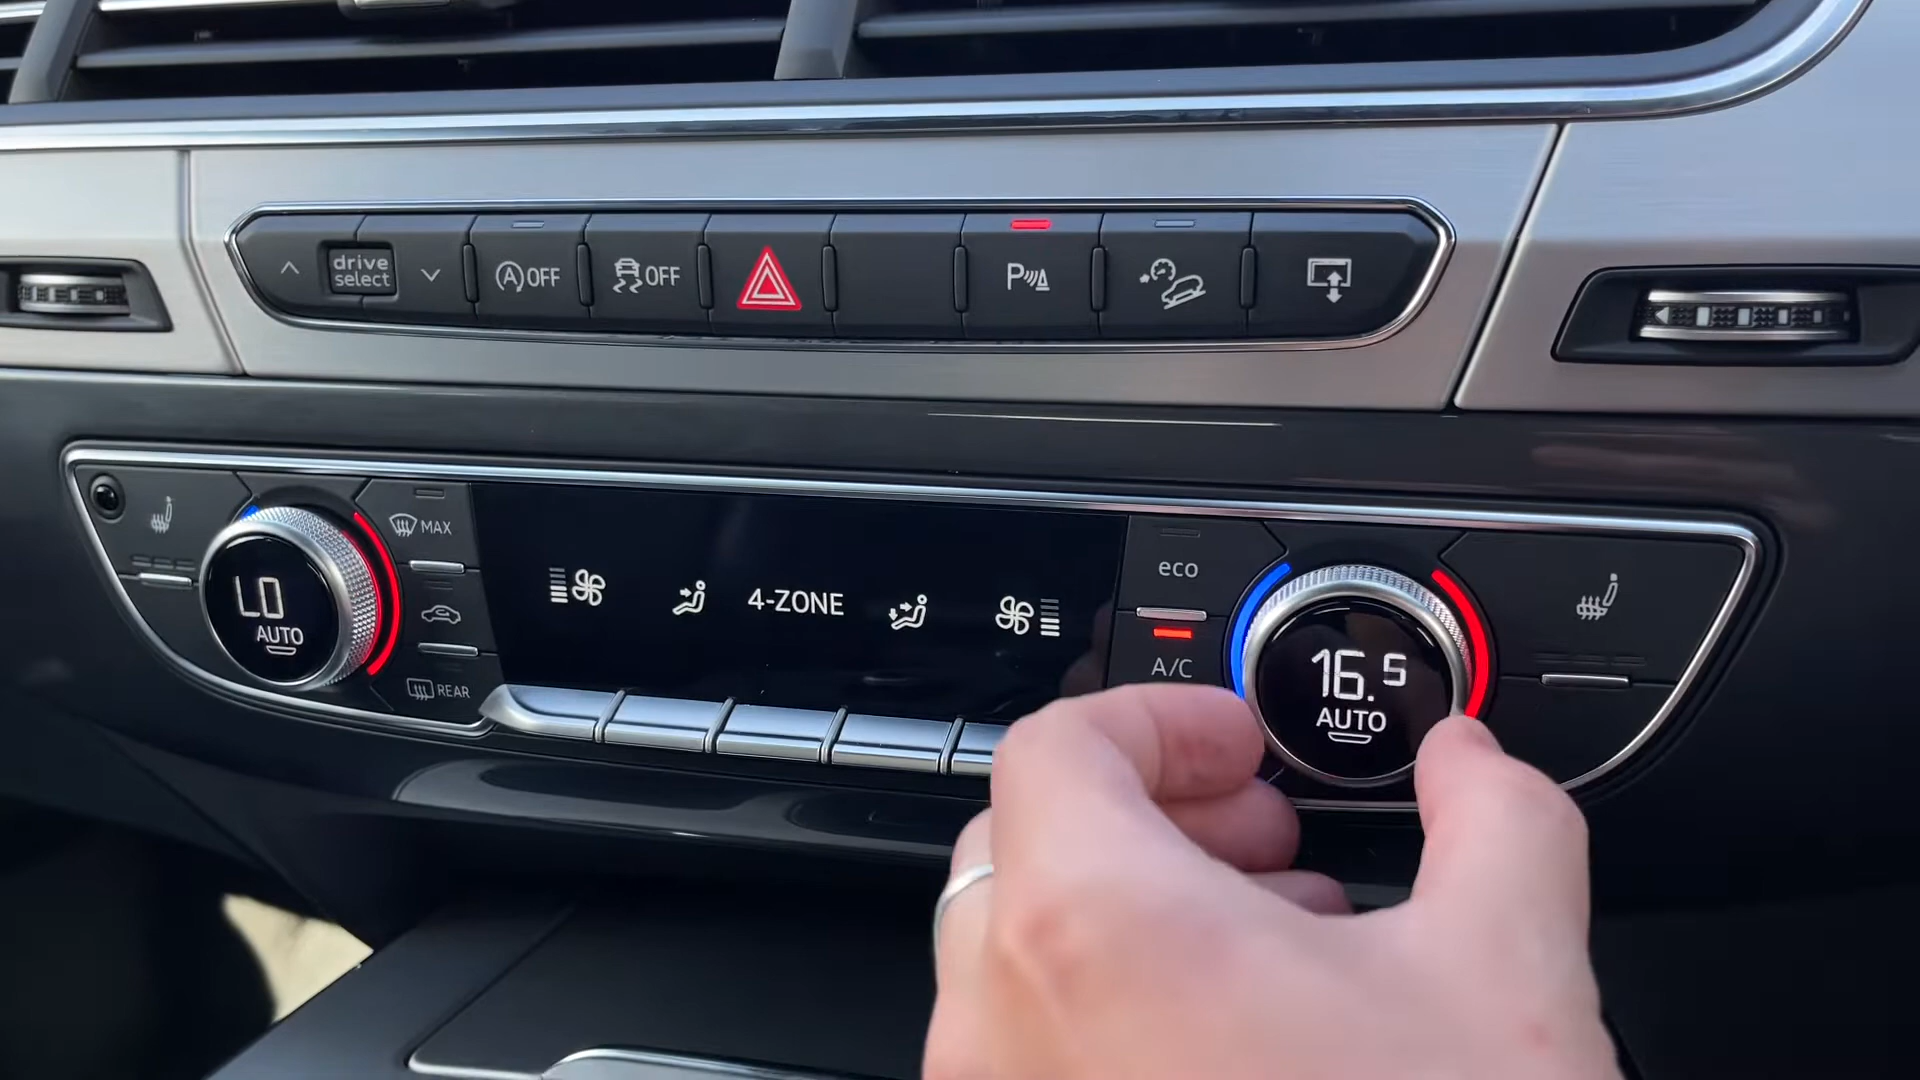 drive
select
A OFF
OFF
P
LO
AUTO
MAX
REAR
4-ZONE
eco
A/C
16.5
AUTO